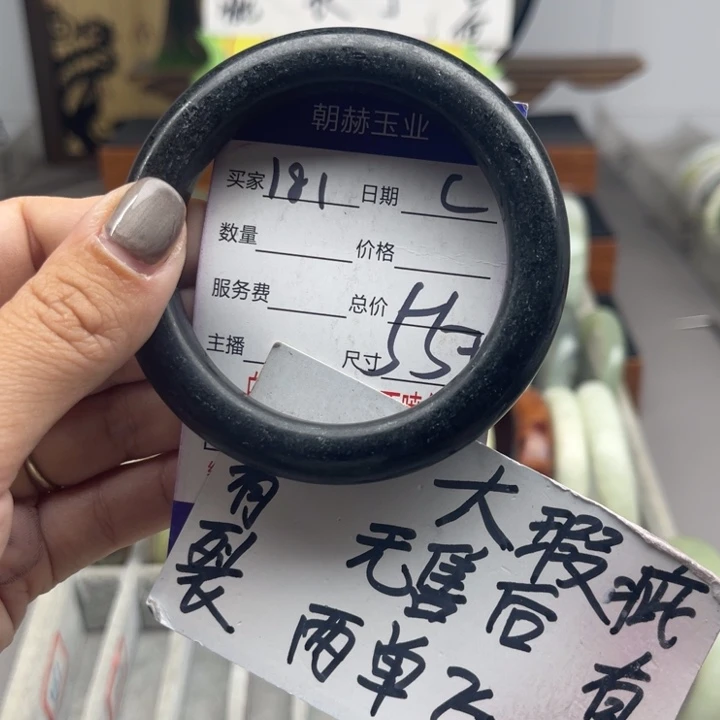 朝赫玉业
买家 181 日期 C
数量 价格
服务费 总价
主播 尺寸 55
有裂
大瑕疵
无售后
有
两单